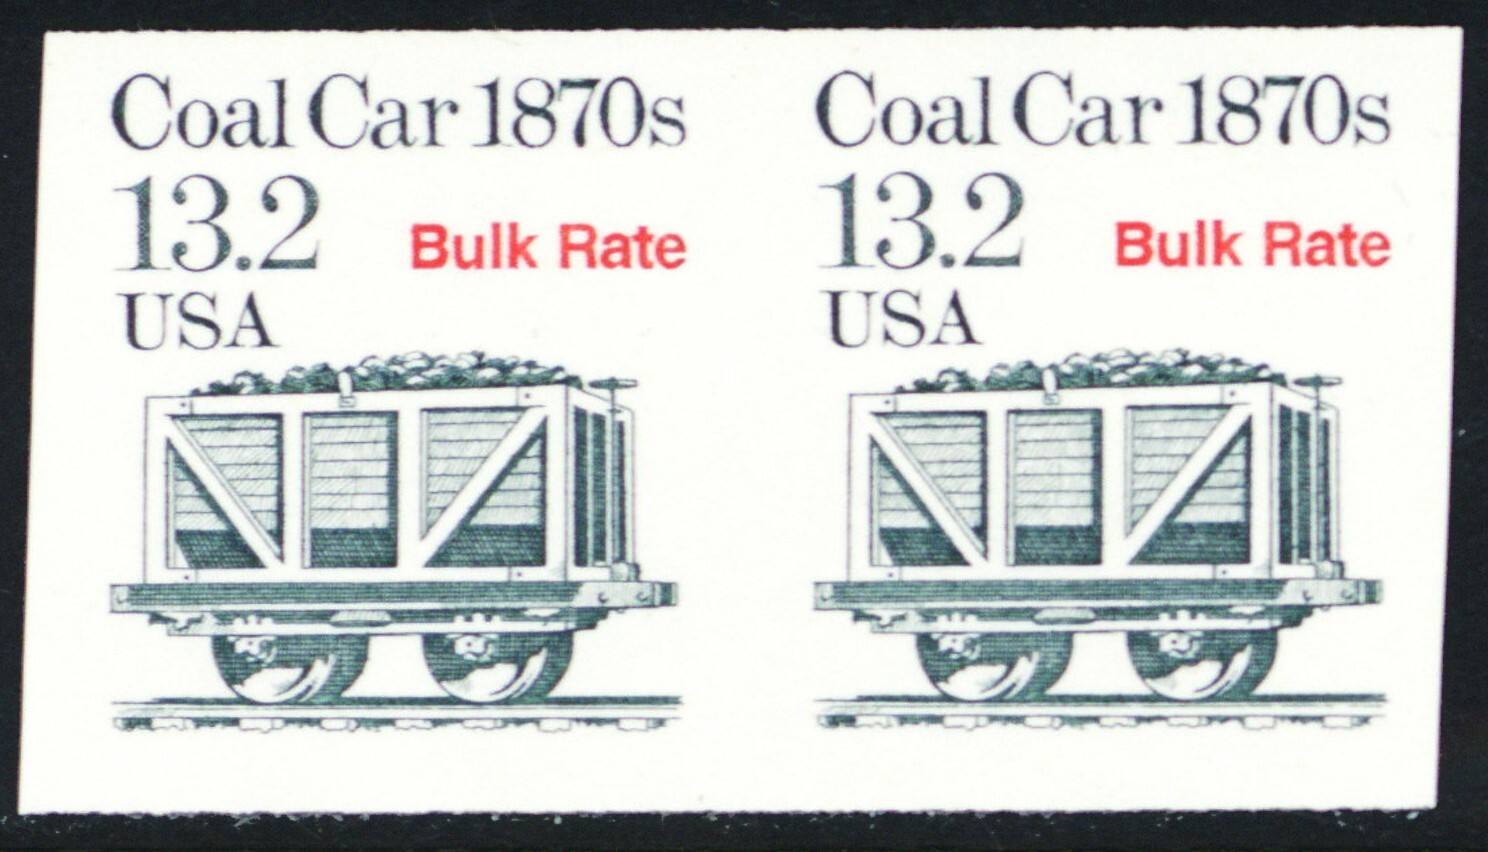 Coal Car 1870s
13.2 Bulk Rate
USA
Coal Car 1870s
13.2 Bulk Rate
USA